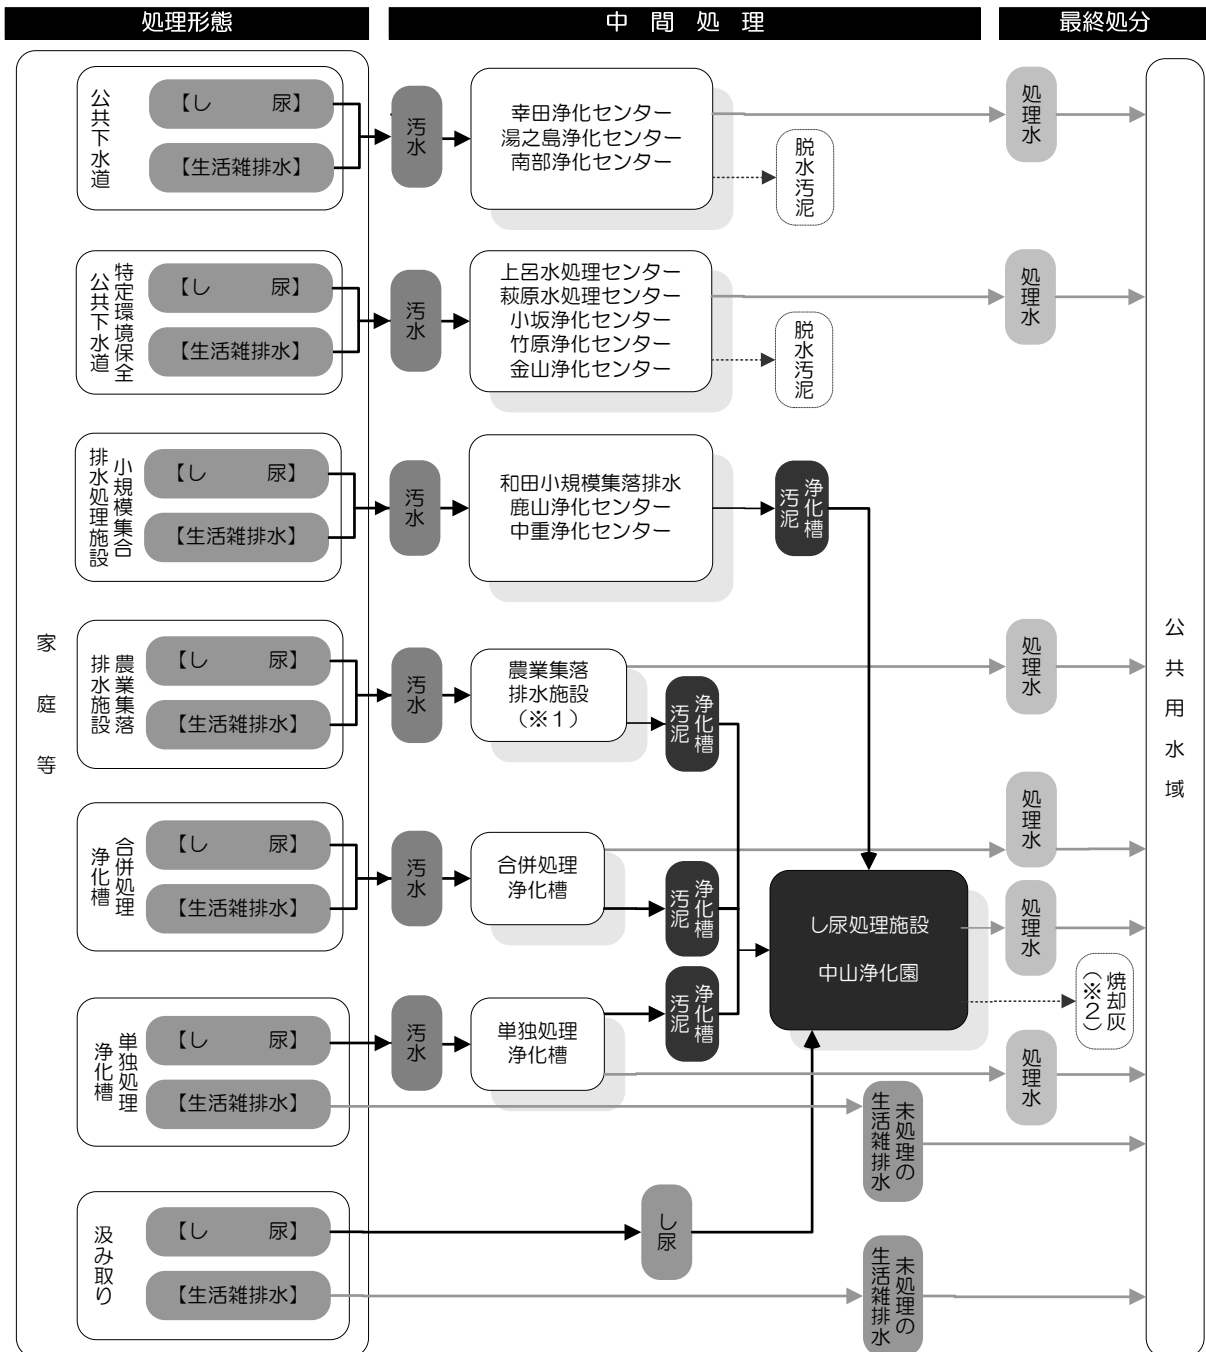 処理形態
中間処理
最終処分
家庭等
公共下水道
【し　　尿】
【生活雑排水】
汚水
幸田浄化センター
湯之島浄化センター
南部浄化センター
脱水汚泥
処理水
特定環境保全
公共下水道
【し　　尿】
【生活雑排水】
汚水
上呂水処理センター
萩原水処理センター
小坂浄化センター
竹原浄化センター
金山浄化センター
脱水汚泥
処理水
小規模集合
排水処理施設
【し　　尿】
【生活雑排水】
汚水
和田小規模集落排水
鹿山浄化センター
中重浄化センター
浄化槽
汚泥
農業集落
排水施設
【し　　尿】
【生活雑排水】
汚水
農業集落
排水施設
（※１）
浄化槽
汚泥
処理水
合併処理
浄化槽
【し　　尿】
【生活雑排水】
汚水
合併処理
浄化槽
浄化槽
汚泥
処理水
し尿処理施設
中山浄化園
処理水
焼却灰
（※２）
単独処理
浄化槽
【し　　尿】
【生活雑排水】
汚水
単独処理
浄化槽
浄化槽
汚泥
処理水
未処理の
生活雑排水
汲み取り
【し　　尿】
【生活雑排水】
し尿
未処理の
生活雑排水
公共用水域